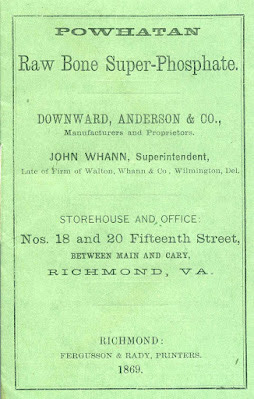 POWHATAN
Raw Bone Super-Phosphate.
DOWNWARD, ANDERSON & CO.,
Manufacturers and Proprietors.
JOHN WHANN, Superintendent,
Late of Firm of Walton, Whann & Co., Wilmington, Del.
STOREHOUSE AND OFFICE:
Nos. 18 and 20 Fifteenth Street,
BETWEEN MAIN AND CARY,
RICHMOND, VA.
RICHMOND:
FERGUSSON & RADY, PRINTERS.
1869.